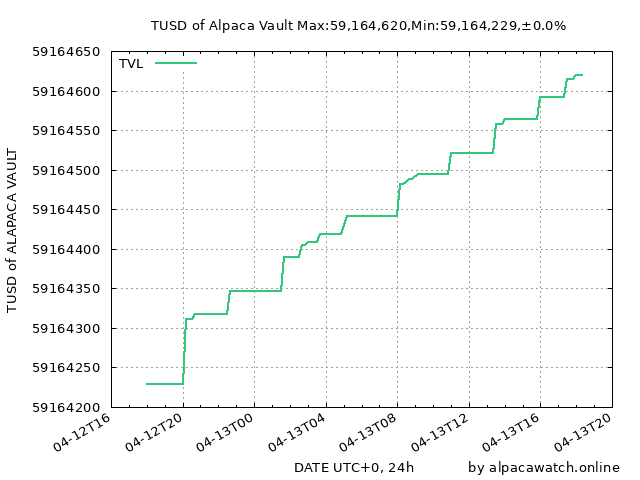 TUSD of Alpaca Vault Max:59,164,620,Min:59,164,229,±0.0%
TVL
TUSD of ALAPACA VAULT
59164650
59164600
59164550
59164500
59164450
59164400
59164350
59164300
59164250
59164200
04-12T16
04-12T20
04-13T00
04-13T04
04-13T08
04-13T12
04-13T16
04-13T20
DATE UTC+0, 24h
by alpacawatch.online